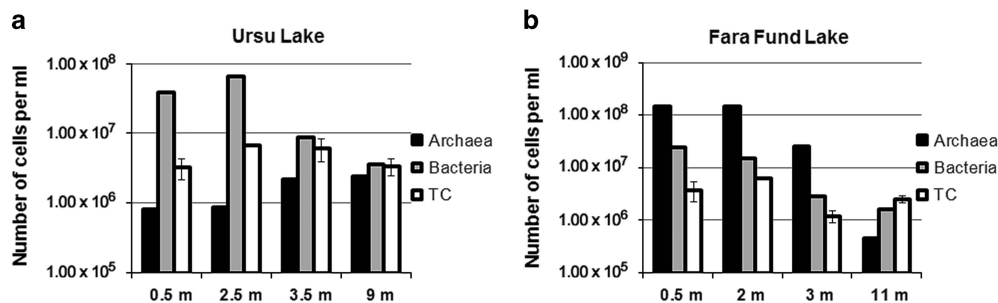 a
Ursu Lake
Number of cells per ml
1.00 x 10⁸
1.00 x 10⁷
1.00 x 10⁶
1.00 x 10⁵
0.5 m 2.5 m 3.5 m 9 m
Archaea
Bacteria
TC
b
Fara Fund Lake
Number of cells per ml
1.00 x 10⁹
1.00 x 10⁸
1.00 x 10⁷
1.00 x 10⁶
1.00 x 10⁵
0.5 m 2 m 3 m 11 m
Archaea
Bacteria
TC